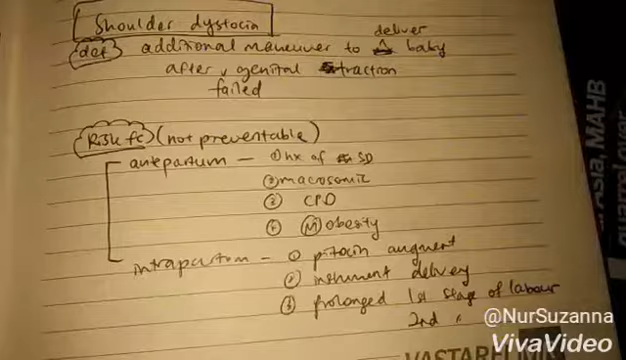 Shoulder dystocia
def additional maneuver to deliver baby
after genital traction
failed
Risk fc (not preventable)
antepartum - ① hx of SD
② macrosomia
③ CPD
④ Ⓜ obesity
intrapartum - ① pitocin augment
② instrument delivery
③ prolonged 1st stage of labour
2nd "
@NurSuzanna
VivaVideo
Asia, MAHB